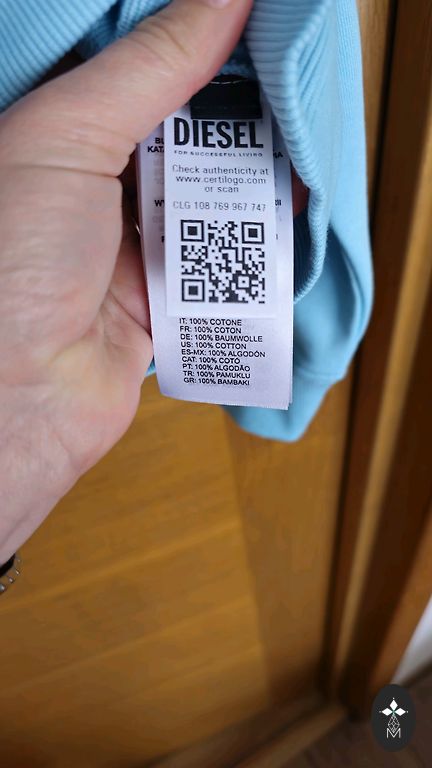 DIESEL
FOR SUCCESSFUL LIVING
Check authenticity at
www.certilogo.com
or scan
CLG 108 769 967 747
IT: 100% COTONE
FR: 100% COTON
DE: 100% BAUMWOLLE
US: 100% COTTON
ES-MX: 100% ALGODÓN
CAT: 100% COTÓ
PT: 100% ALGODÃO
TR: 100% PAMUKLU
GR: 100% BAMBAKI
M